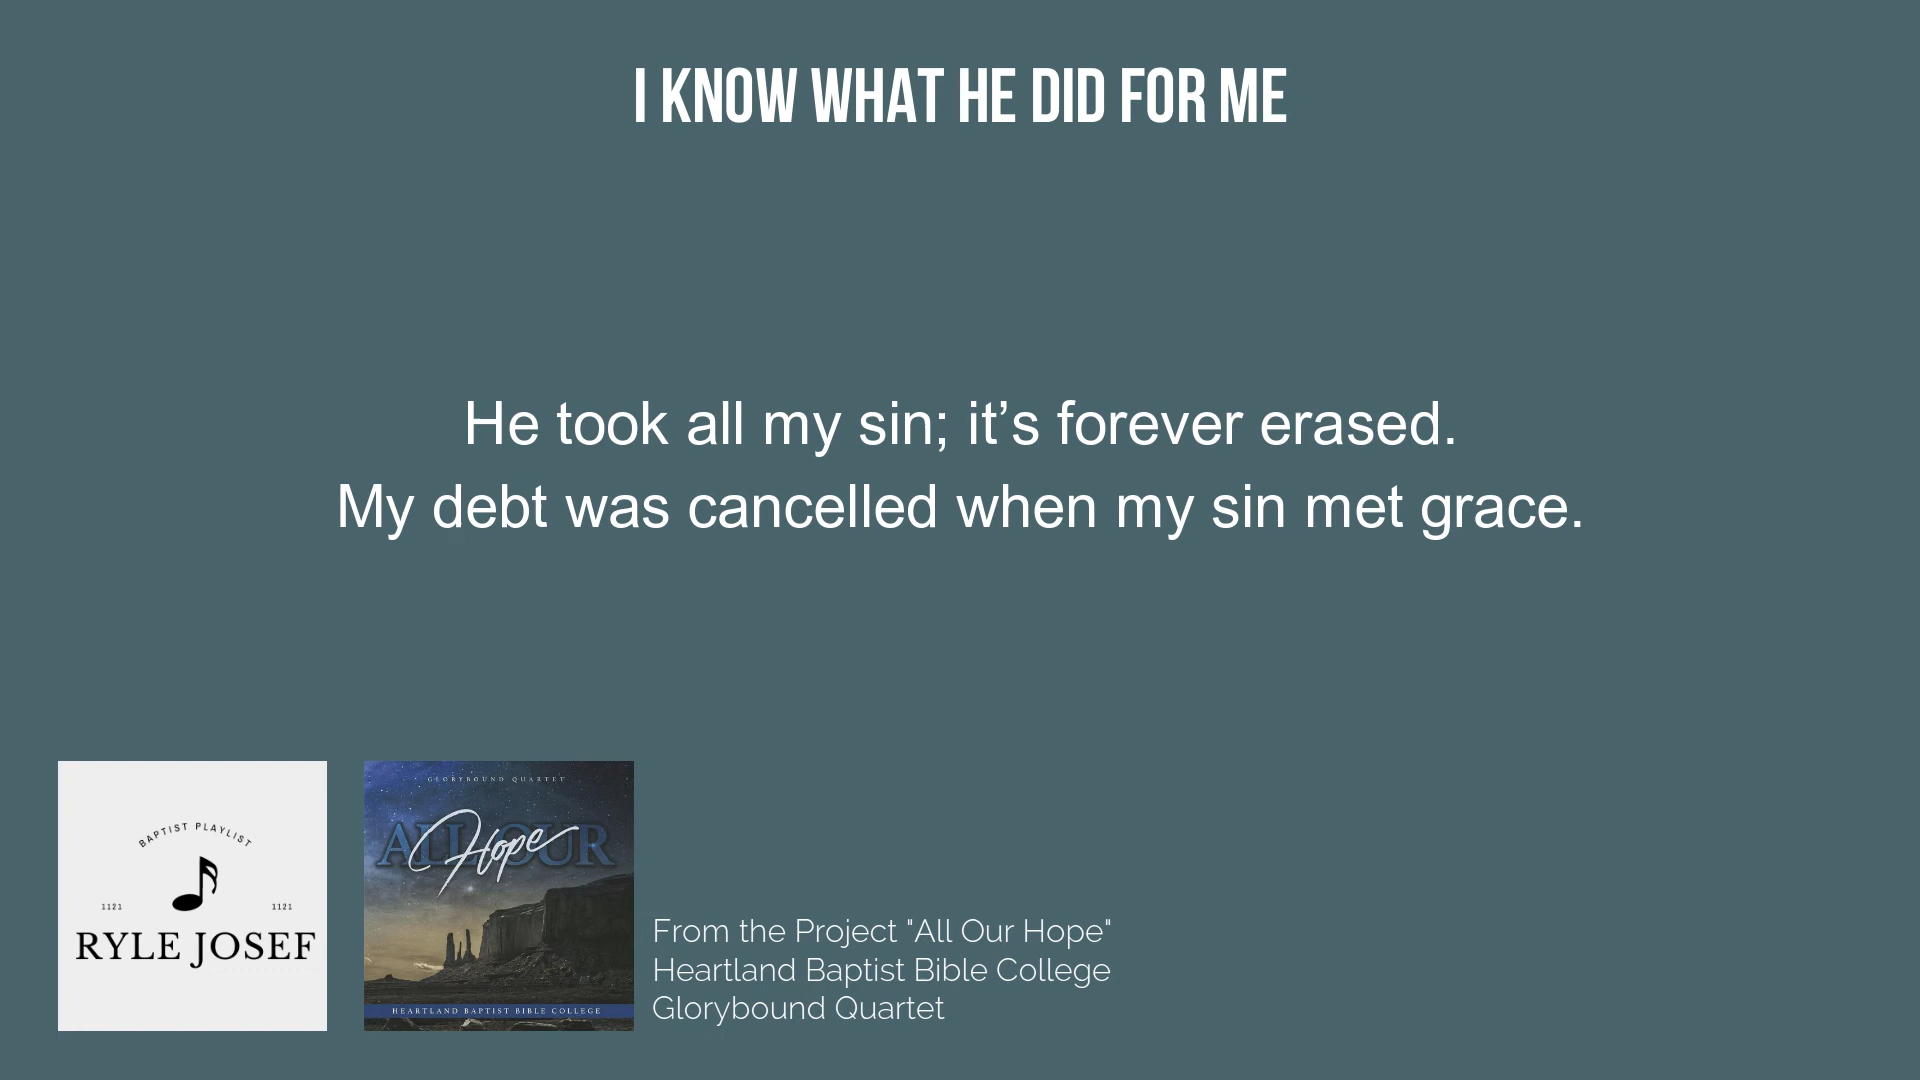 I KNOW WHAT HE DID FOR ME
He took all my sin; it’s forever erased.
My debt was cancelled when my sin met grace.
BAPTIST PLAYLIST
1121 1121
RYLE JOSEF
GLORYBOUND QUARTET
ALL OUR
Hope
HEARTLAND BAPTIST BIBLE COLLEGE
From the Project "All Our Hope"
Heartland Baptist Bible College
Glorybound Quartet